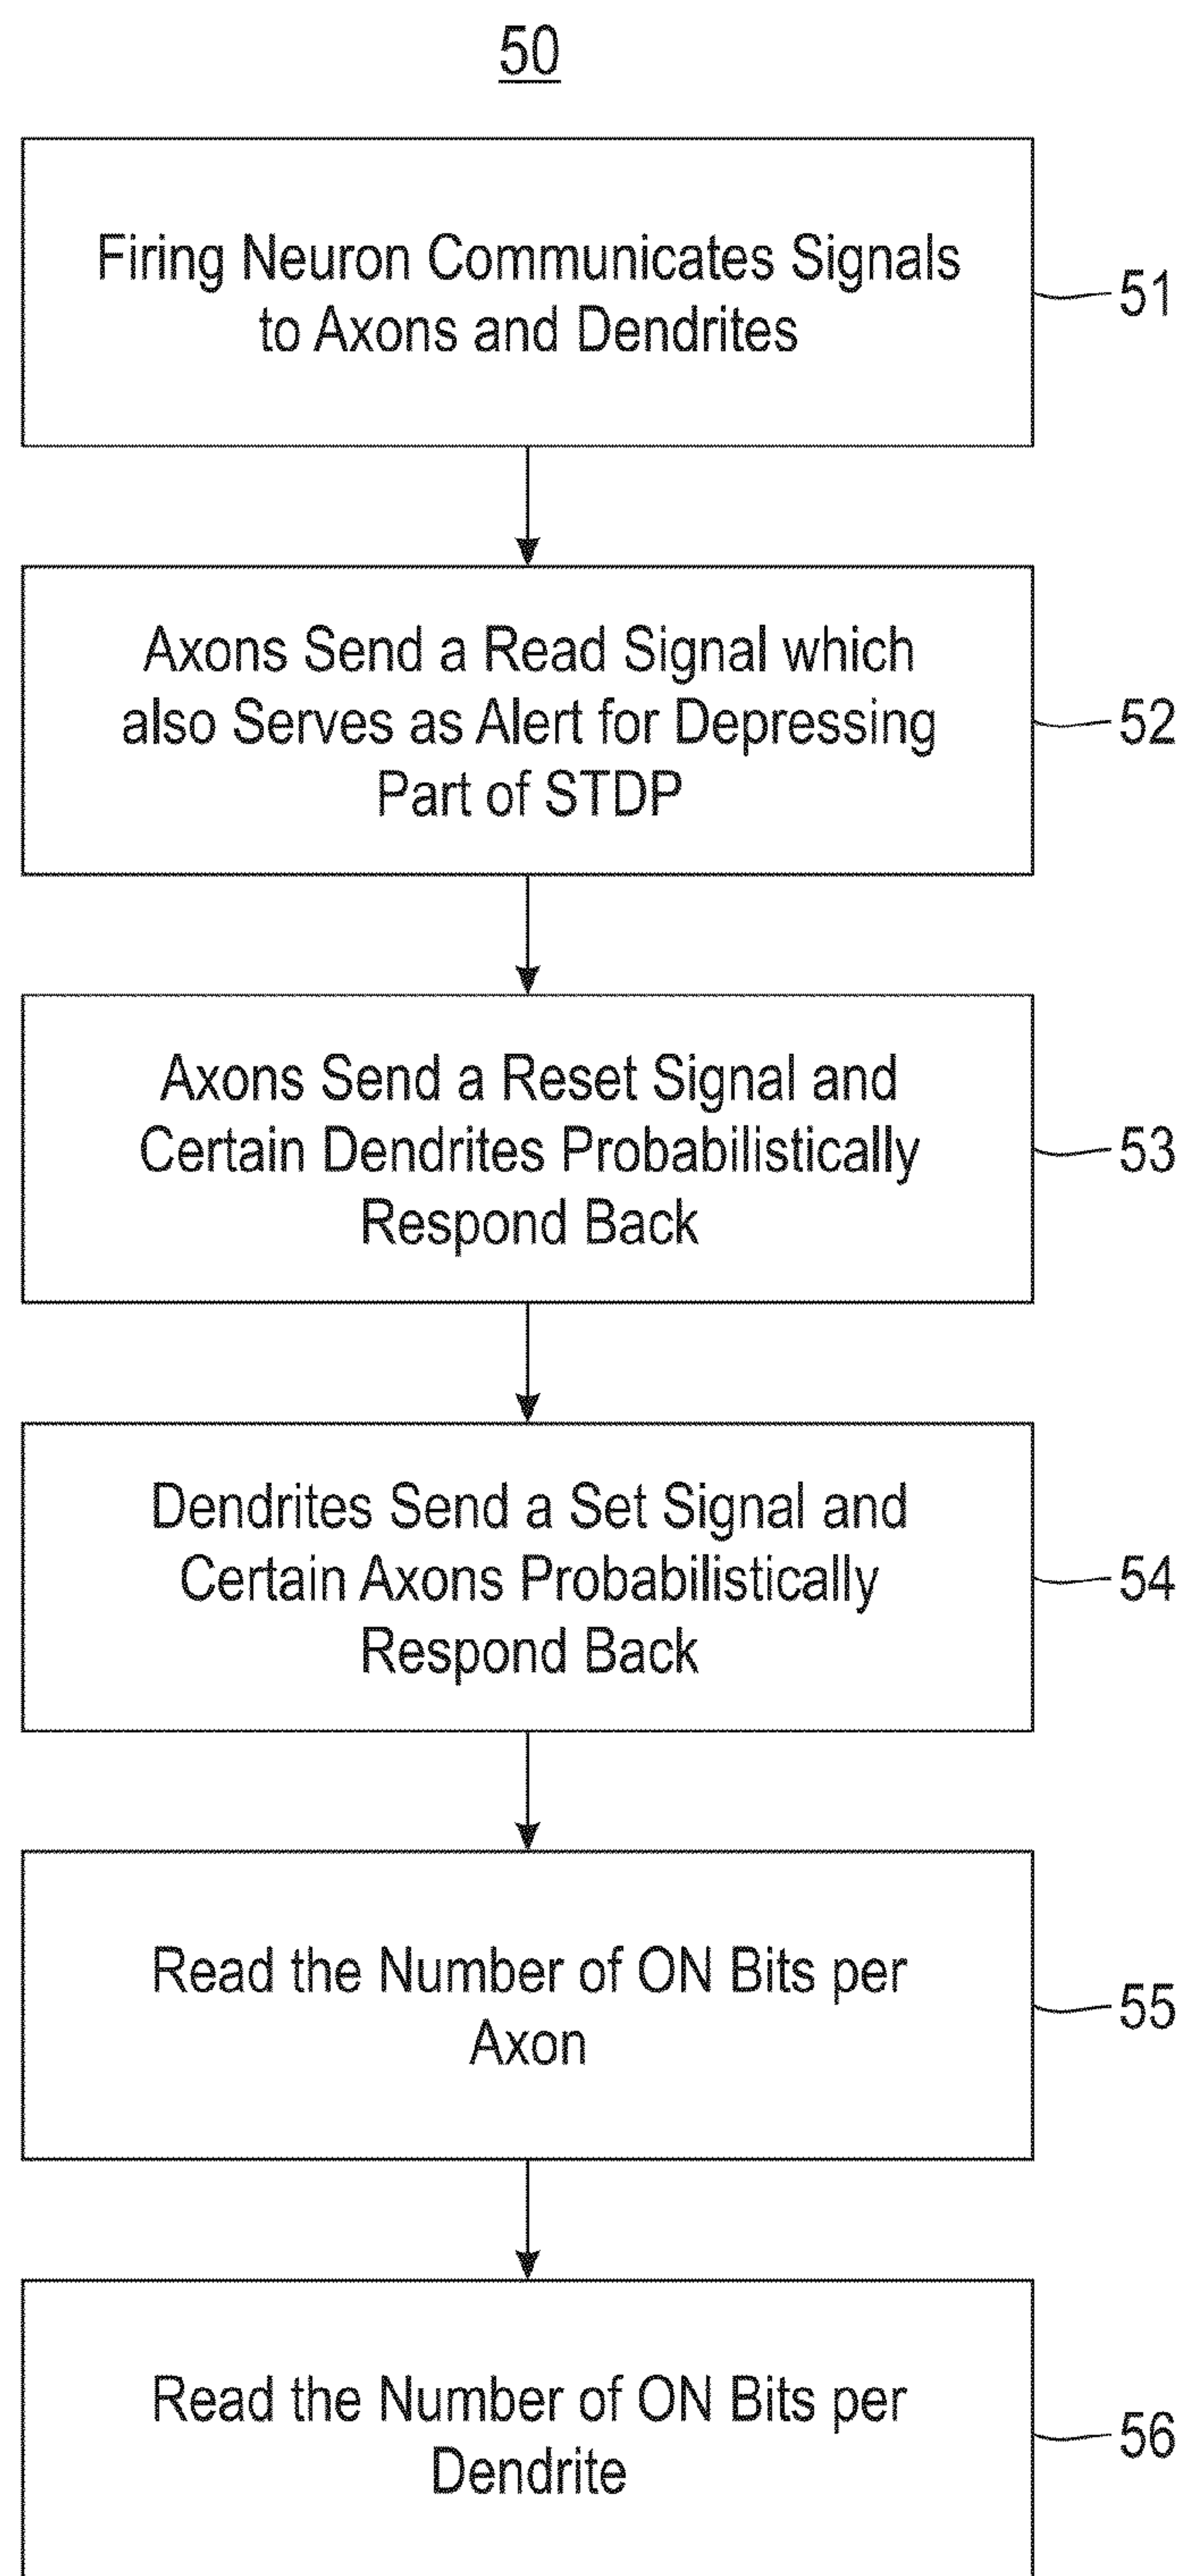 50
Firing Neuron Communicates Signals
to Axons and Dendrites
51
Axons Send a Read Signal which
also Serves as Alert for Depressing
Part of STDP
52
Axons Send a Reset Signal and
Certain Dendrites Probabilistically
Respond Back
53
Dendrites Send a Set Signal and
Certain Axons Probabilistically
Respond Back
54
Read the Number of ON Bits per
Axon
55
Read the Number of ON Bits per
Dendrite
56